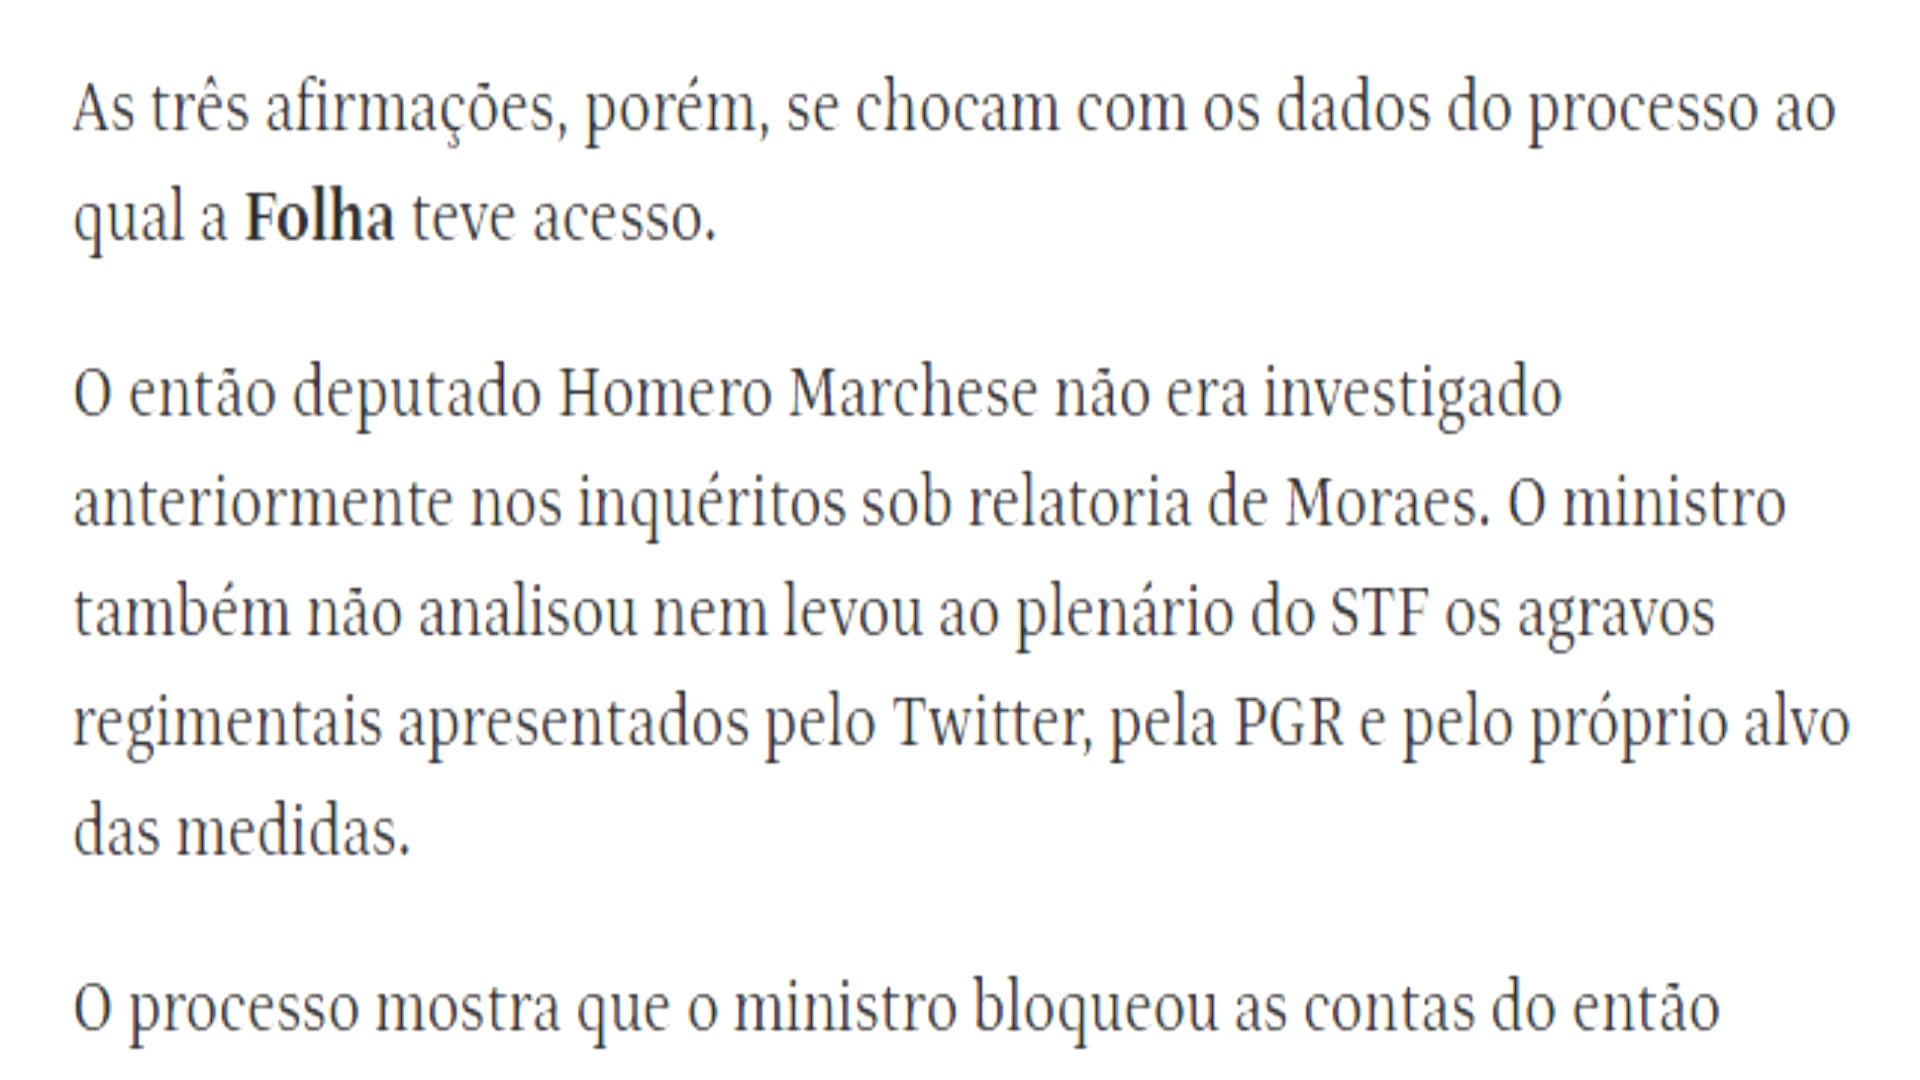 As três afirmações, porém, se chocam com os dados do processo ao
qual a Folha teve acesso.
O então deputado Homero Marchese não era investigado
anteriormente nos inquéritos sob relatoria de Moraes. O ministro
também não analisou nem levou ao plenário do STF os agravos
regimentais apresentados pelo Twitter, pela PGR e pelo próprio alvo
das medidas.
O processo mostra que o ministro bloqueou as contas do então